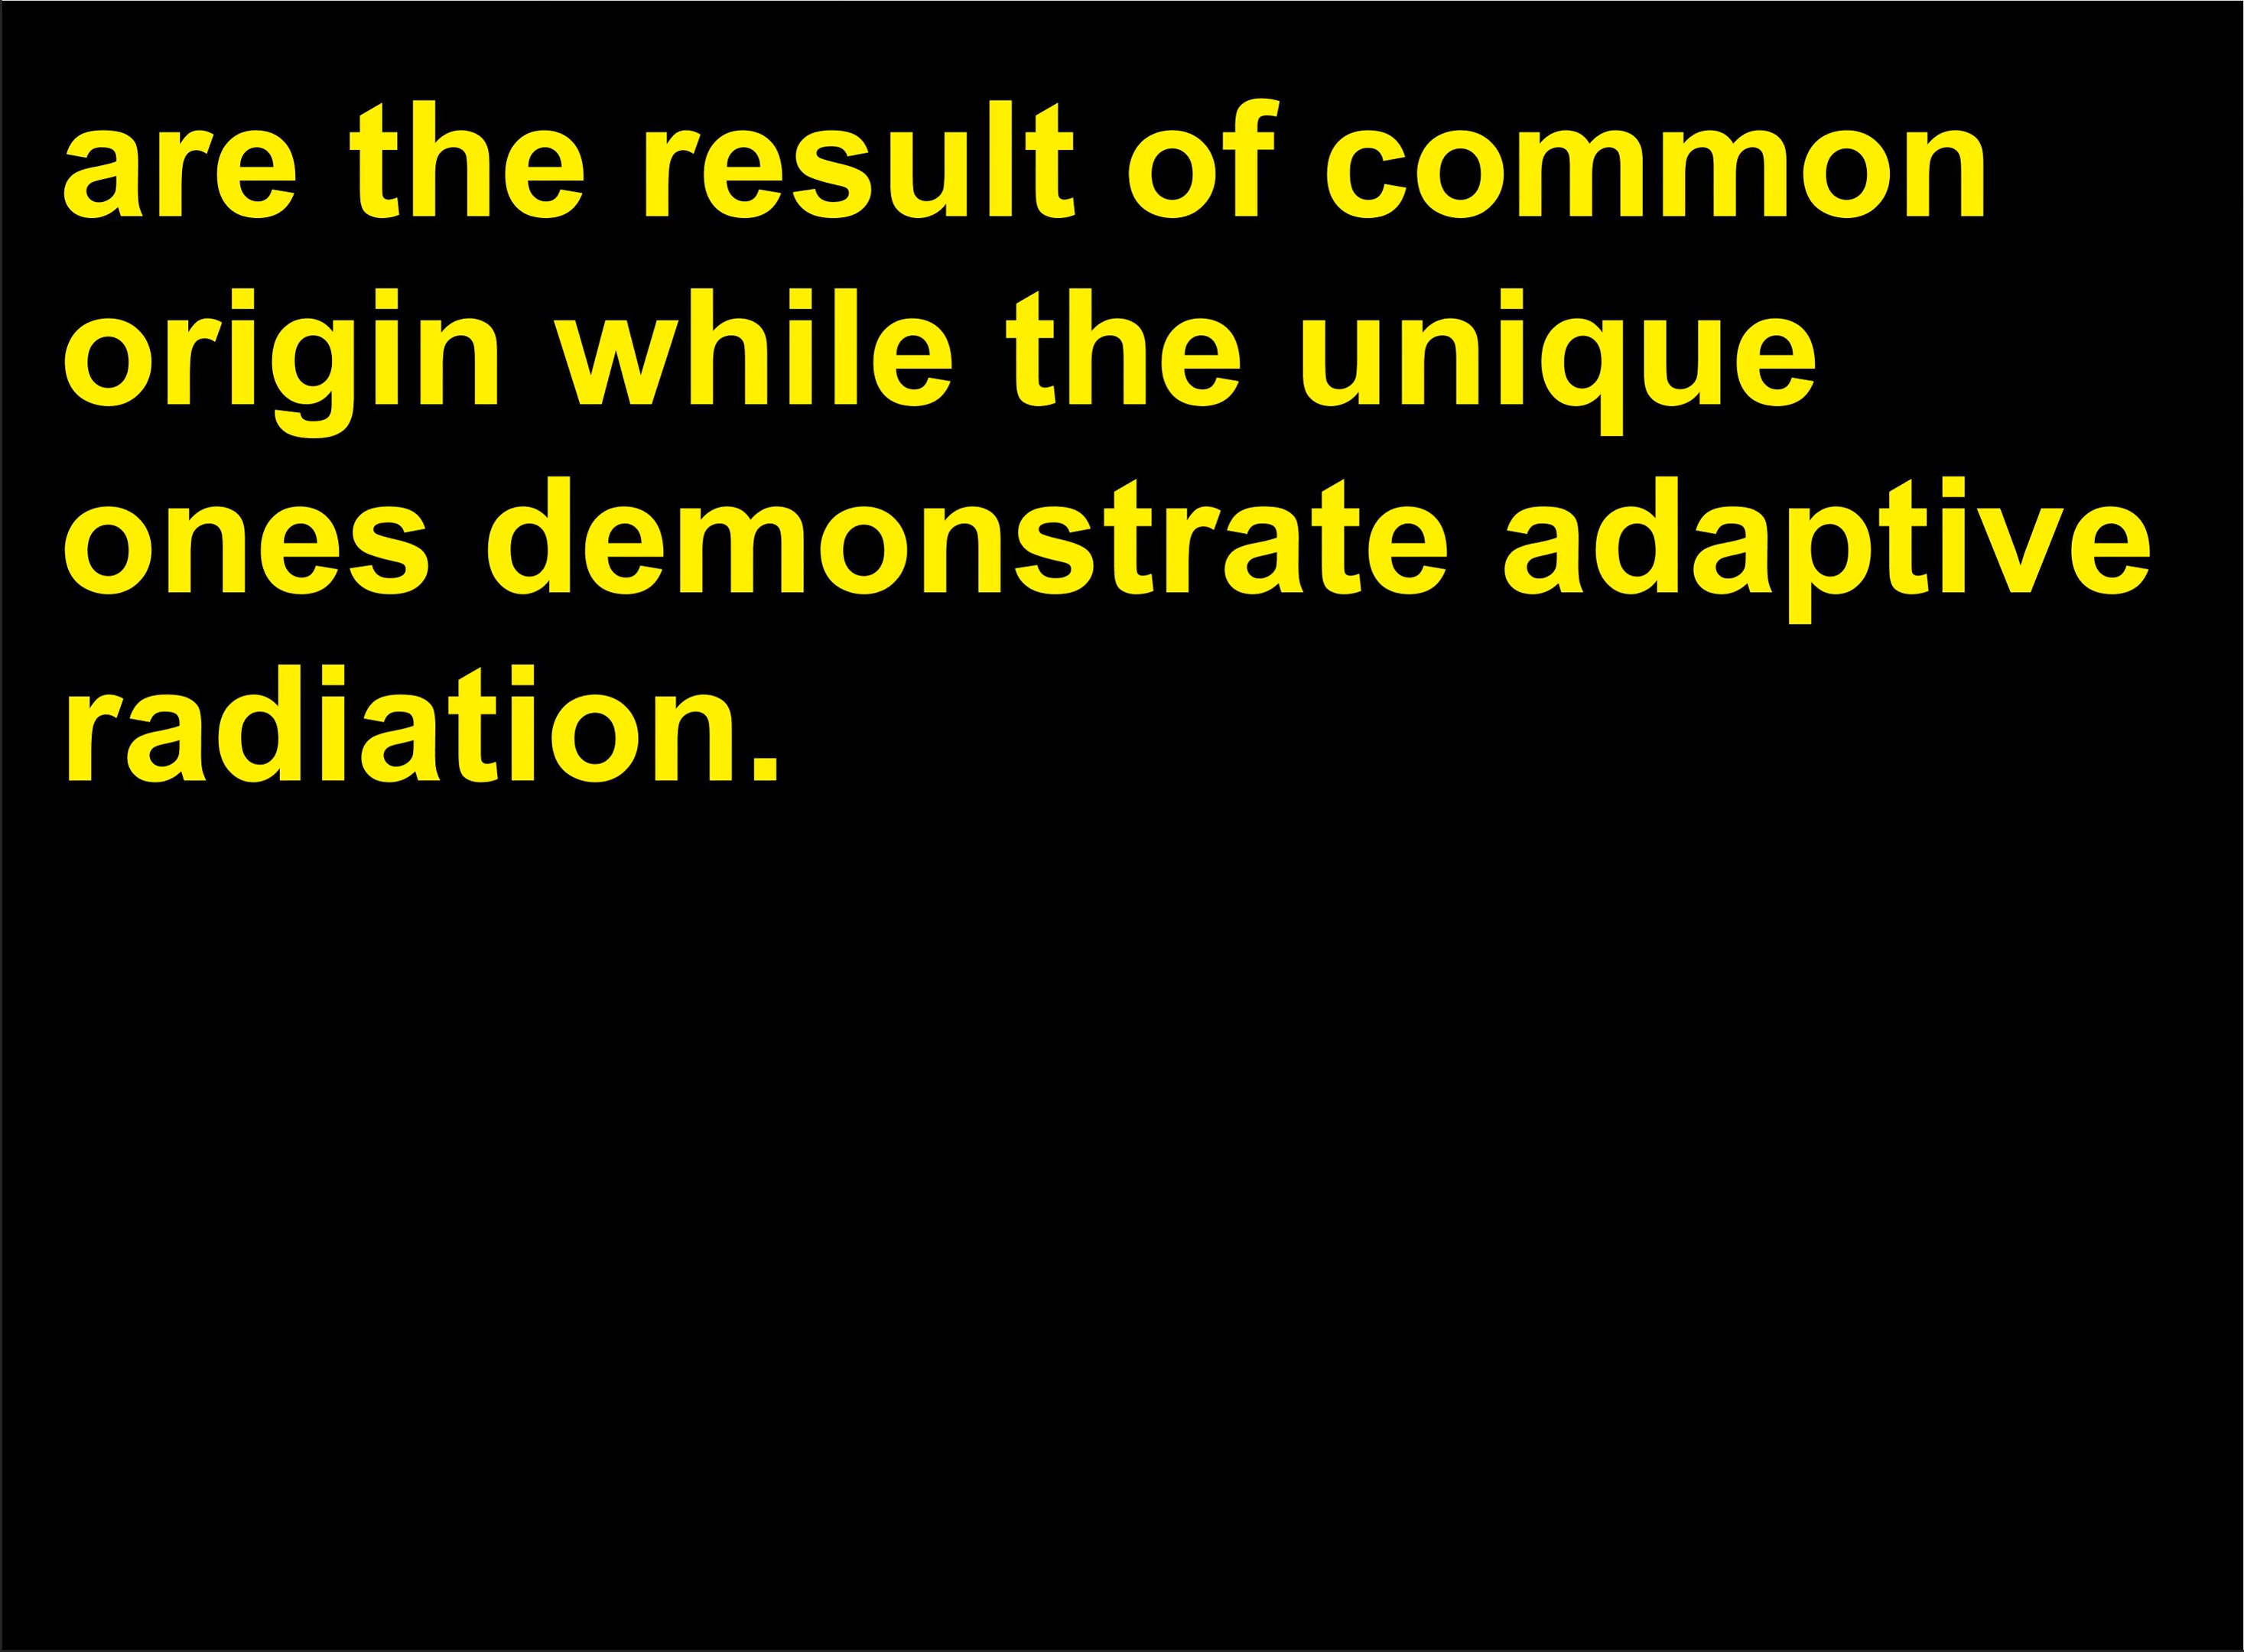 are the result of common
origin while the unique
ones demonstrate adaptive
radiation.